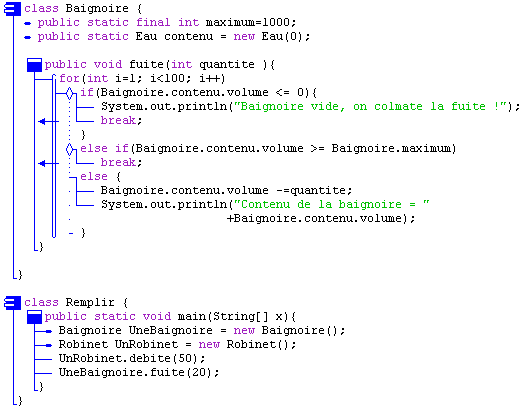 class Baignoire {
public static final int maximum=1000;
public static Eau contenu = new Eau(0);
public void fuite(int quantite ){
for(int i=1; i<100; i++)
if(Baignoire.contenu.volume <= 0){
System.out.println("Baignoire vide, on colmate la fuite !");
break;
}
else if(Baignoire.contenu.volume >= Baignoire.maximum)
break;
else {
Baignoire.contenu.volume -=quantite;
System.out.println("Contenu de la baignoire = "
+Baignoire.contenu.volume);
}
}
}
class Remplir {
public static void main(String[] x){
Baignoire UneBaignoire = new Baignoire();
Robinet UnRobinet = new Robinet();
UnRobinet.debite(50);
UneBaignoire.fuite(20);
}
}